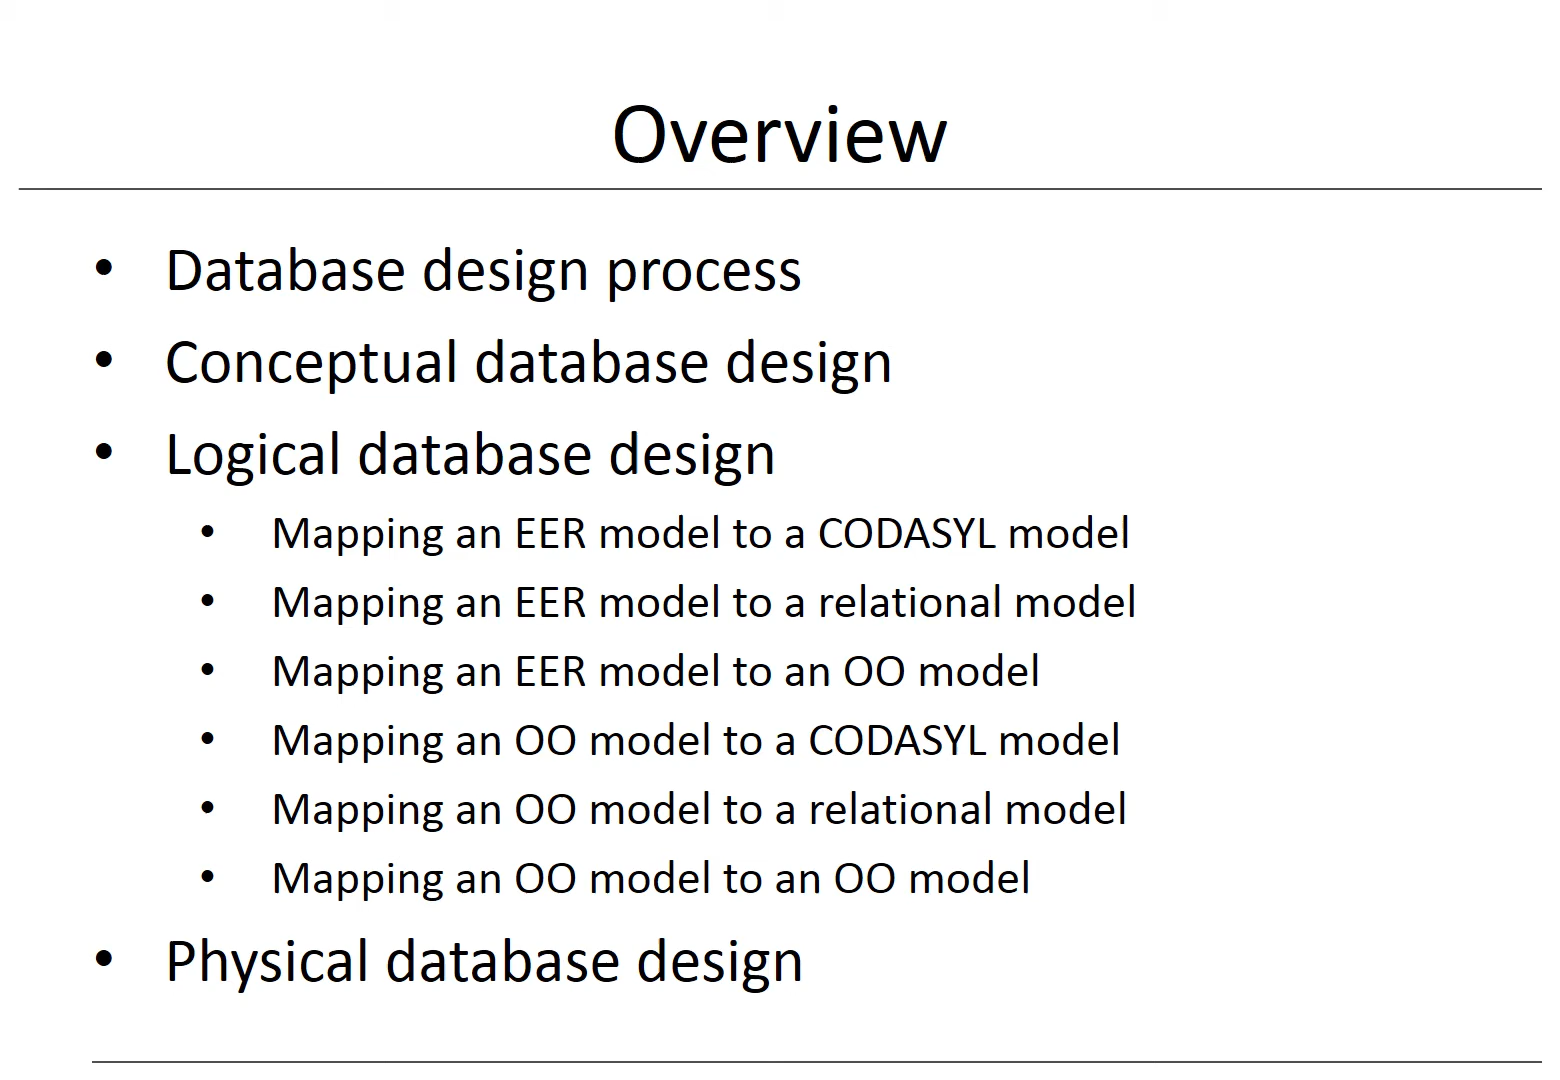 Overview
• Database design process
• Conceptual database design
• Logical database design
• Mapping an EER model to a CODASYL model
• Mapping an EER model to a relational model
• Mapping an EER model to an OO model
• Mapping an OO model to a CODASYL model
• Mapping an OO model to a relational model
• Mapping an OO model to an OO model
• Physical database design